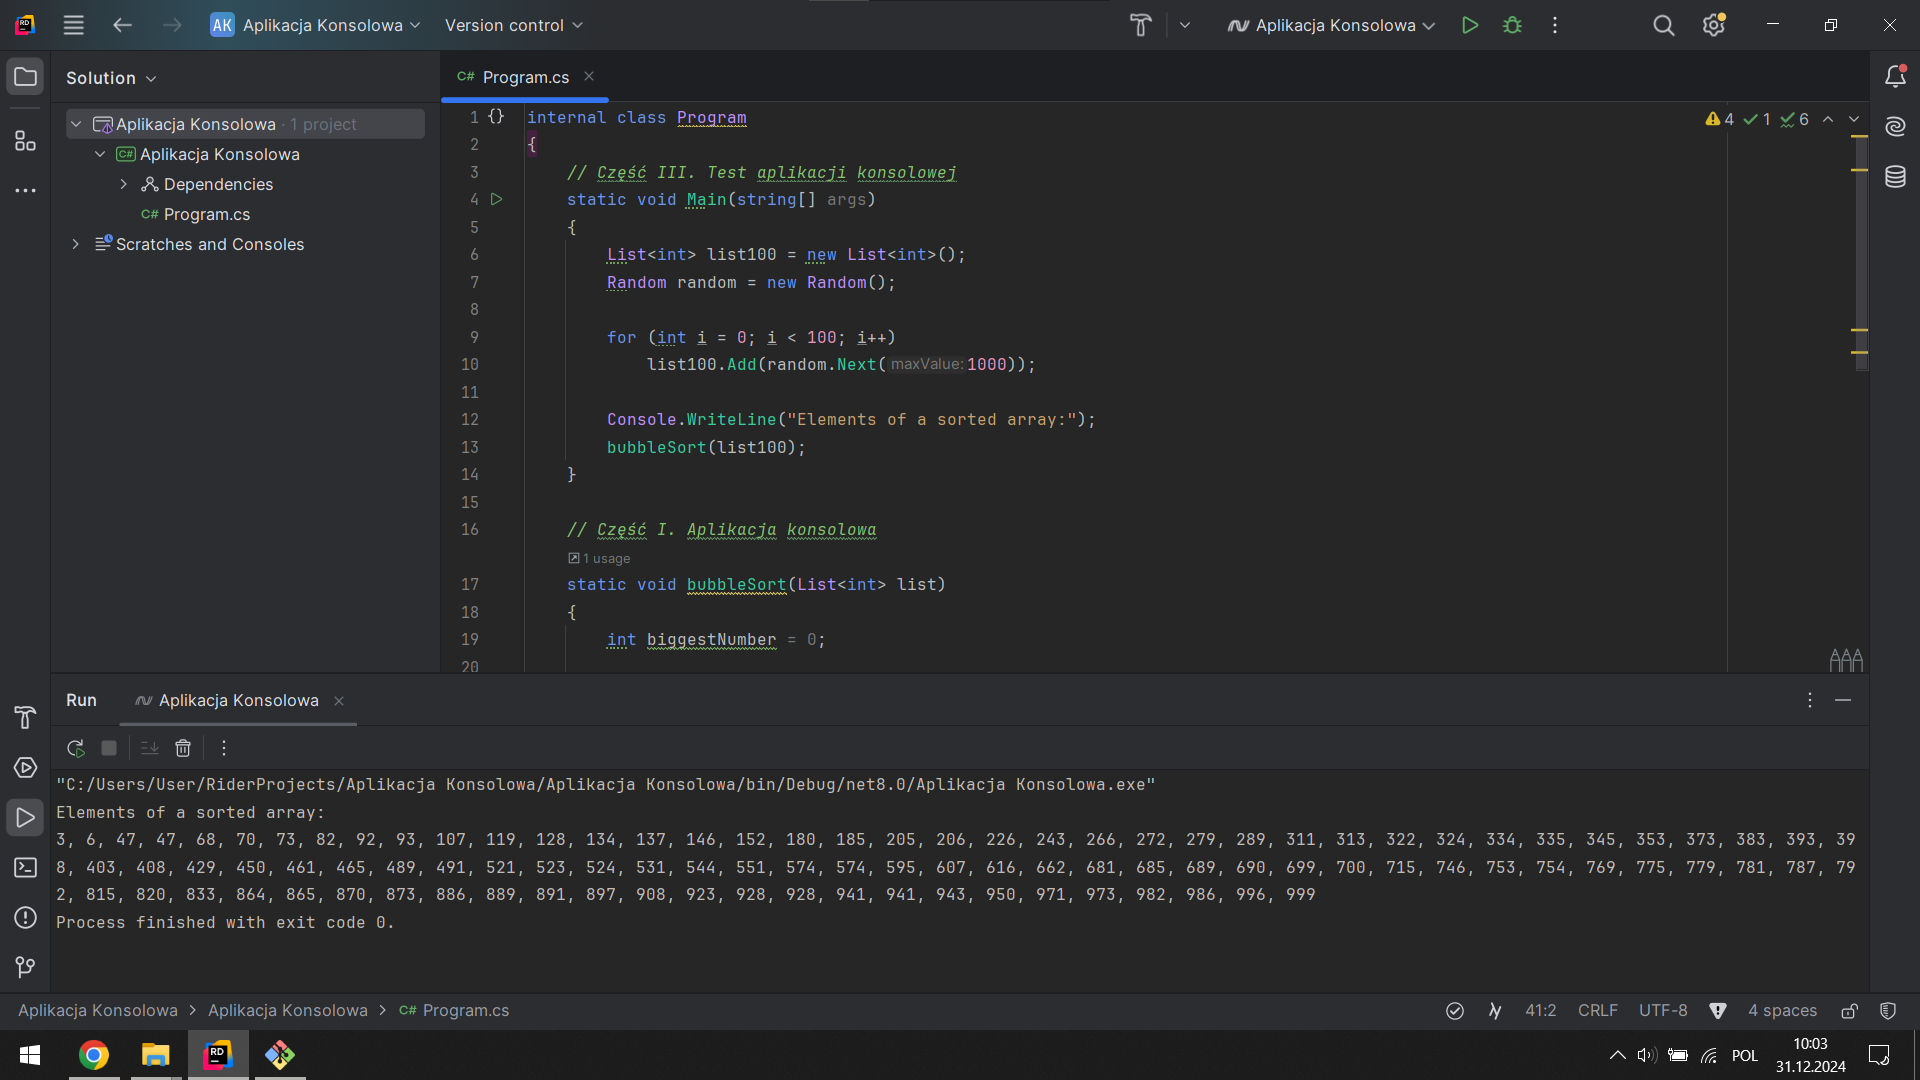 AK Aplikacja Konsolowa Version control Aplikacja Konsolowa
Solution
Program.cs
Aplikacja Konsolowa · 1 project
C# Aplikacja Konsolowa
Dependencies
C# Program.cs
Scratches and Consoles
C# Program.cs
4 1 6
1 {} internal class Program
2 {
3 // Część III. Test aplikacji konsolowej
4 static void Main(string[] args)
5 {
6 List<int> list100 = new List<int>();
7 Random random = new Random();
8
9 for (int i = 0; i < 100; i++)
10 list100.Add(random.Next( maxValue: 1000));
11
12 Console.WriteLine("Elements of a sorted array:");
13 bubbleSort(list100);
14 }
15
16 // Część I. Aplikacja konsolowa
1 usage
17 static void bubbleSort(List<int> list)
18 {
19 int biggestNumber = 0;
20
Run Aplikacja Konsolowa
"C:/Users/User/RiderProjects/Aplikacja Konsolowa/Aplikacja Konsolowa/bin/Debug/net8.0/Aplikacja Konsolowa.exe"
Elements of a sorted array:
3, 6, 47, 47, 68, 70, 73, 82, 92, 93, 107, 119, 128, 134, 137, 146, 152, 180, 185, 205, 206, 226, 243, 266, 272, 279, 289, 311, 313, 322, 324, 334, 335, 345, 353, 373, 383, 393, 39
8, 403, 408, 429, 450, 461, 465, 489, 491, 521, 523, 524, 531, 544, 551, 574, 574, 595, 607, 616, 662, 681, 685, 689, 690, 699, 700, 715, 746, 753, 754, 769, 775, 779, 781, 787, 79
2, 815, 820, 833, 864, 865, 870, 873, 886, 889, 891, 897, 908, 923, 928, 928, 941, 941, 943, 950, 971, 973, 982, 986, 996, 999
Process finished with exit code 0.
Aplikacja Konsolowa > Aplikacja Konsolowa > C# Program.cs
41:2 CRLF UTF-8 4 spaces
RD
POL
10:03
31.12.2024